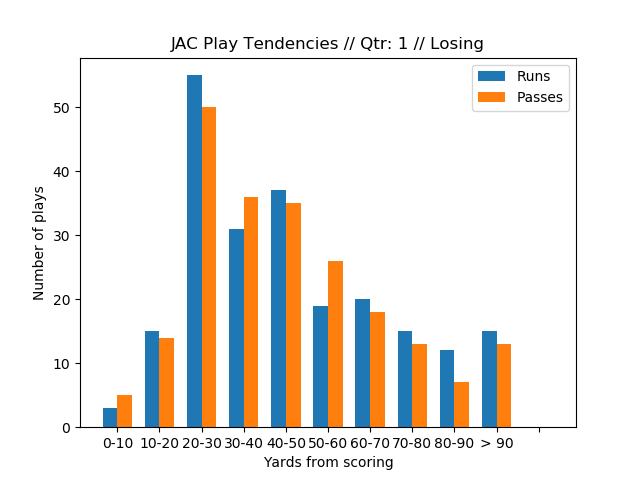 JAC Play Tendencies // Qtr: 1 // Losing
Runs
Passes
Number of plays
50
40
30
20
10
0
0-10 10-20 20-30 30-40 40-50 50-60 60-70 70-80 80-90 > 90
Yards from scoring